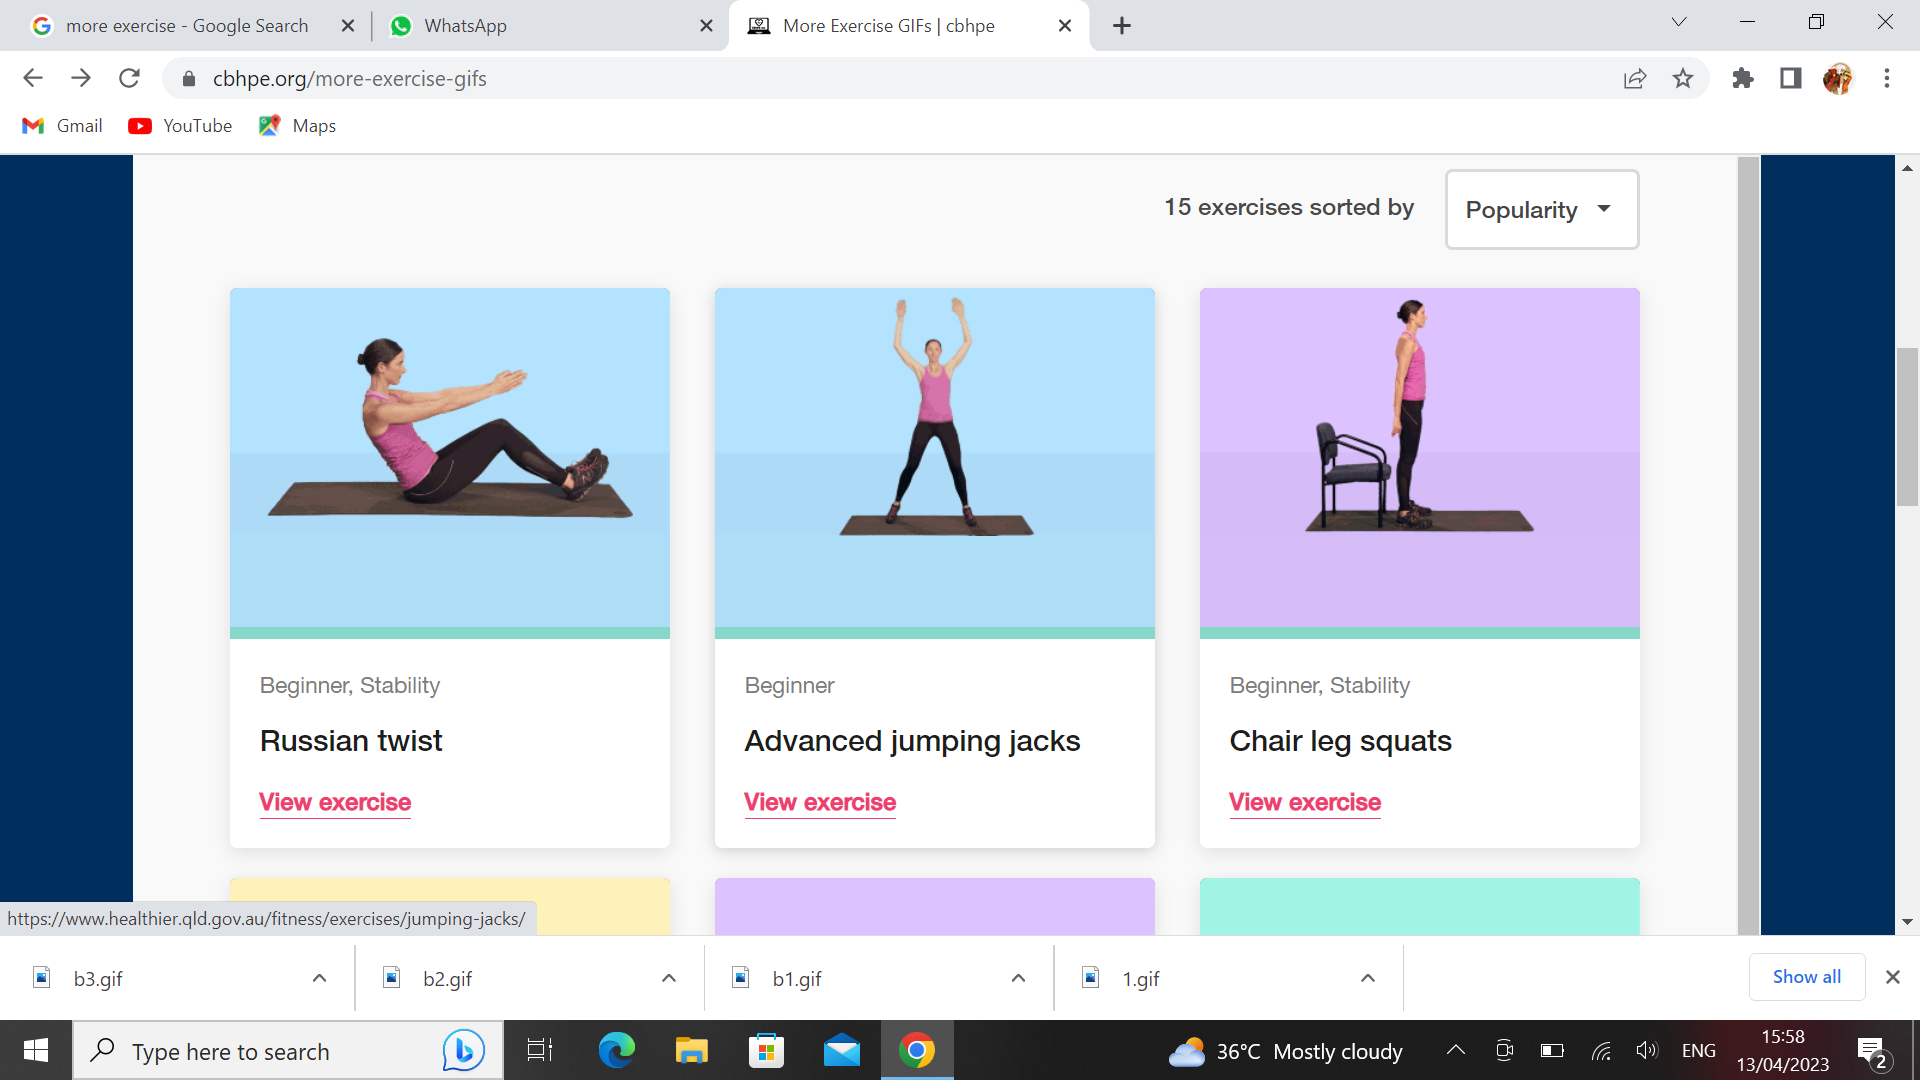 more exercise - Google Search
WhatsApp
More Exercise GIFs | cbhpe
cbhpe.org/more-exercise-gifs
Gmail
YouTube
Maps
15 exercises sorted by
Popularity
Beginner, Stability
Russian twist
View exercise
Beginner
Advanced jumping jacks
View exercise
Beginner, Stability
Chair leg squats
View exercise
https://www.healthier.qld.gov.au/fitness/exercises/jumping-jacks/
b3.gif
b2.gif
b1.gif
1.gif
Show all
Type here to search
36°C Mostly cloudy
ENG
15:58
13/04/2023
2